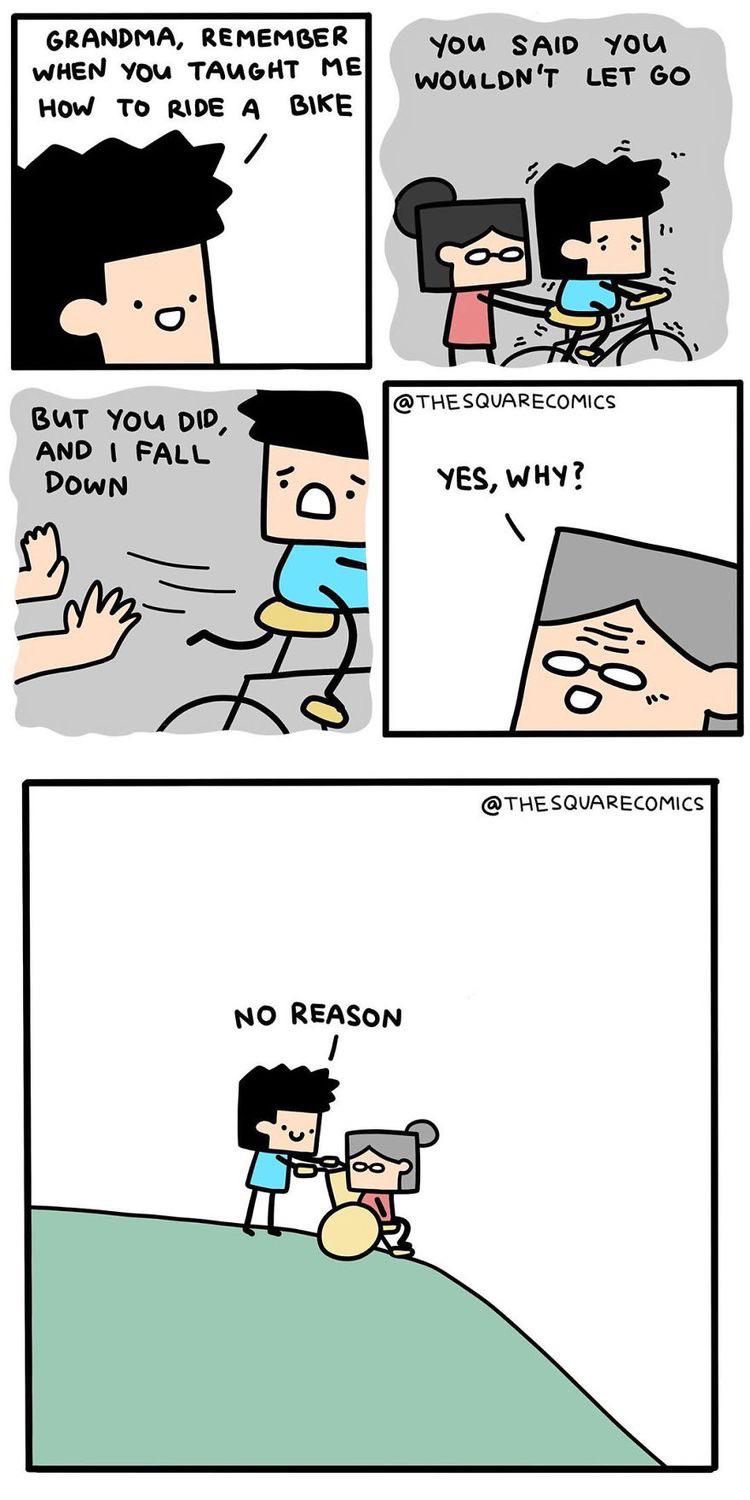 GRANDMA, REMEMBER
WHEN YOU TAUGHT ME
HOW TO RIDE A BIKE
YOU SAID YOU
WOULDN'T LET GO
BUT YOU DID,
AND I FALL
DOWN
@THESQUARECOMICS
YES, WHY?
@THESQUARECOMICS
NO REASON